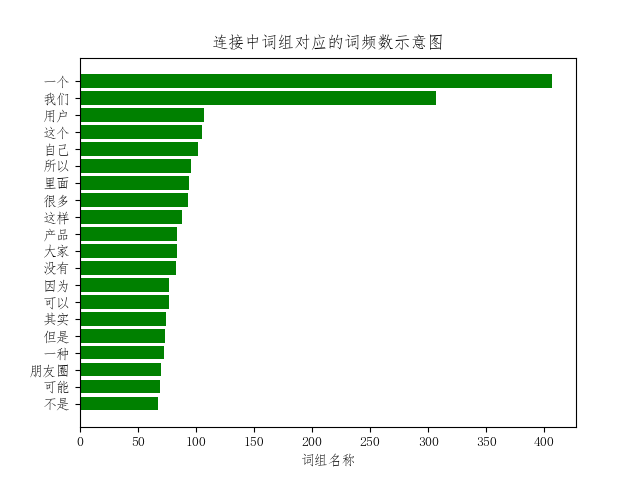 连接中词组对应的词频数示意图
一个
我们
用户
这个
自己
所以
里面
很多
这样
产品
大家
没有
因为
可以
其实
但是
一种
朋友圈
可能
不是
0 50 100 150 200 250 300 350 400
词组名称